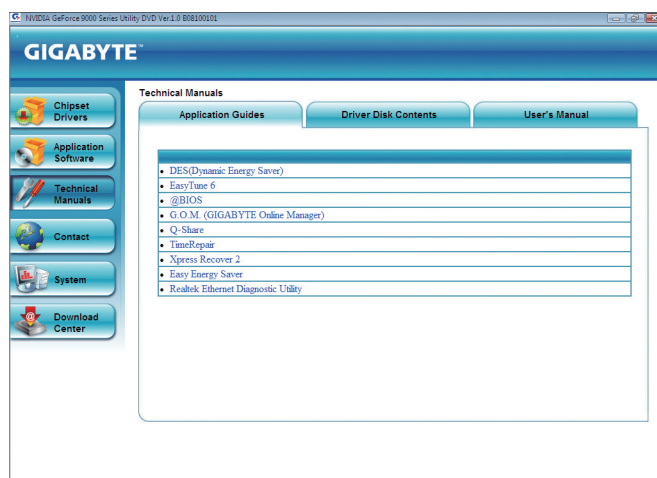 NVIDIA GeForce 9000 Series Utility DVD Ver.1.0 B08100101
GIGABYTE™
Chipset
Drivers
Application
Software
Technical
Manuals
Contact
System
Download
Center
Technical Manuals
Application Guides
Driver Disk Contents
User's Manual
• DES(Dynamic Energy Saver)
• EasyTune 6
• @BIOS
• G.O.M. (GIGABYTE Online Manager)
• Q-Share
• TimeRepair
• Xpress Recover 2
• Easy Energy Saver
• Realtek Ethernet Diagnostic Utility